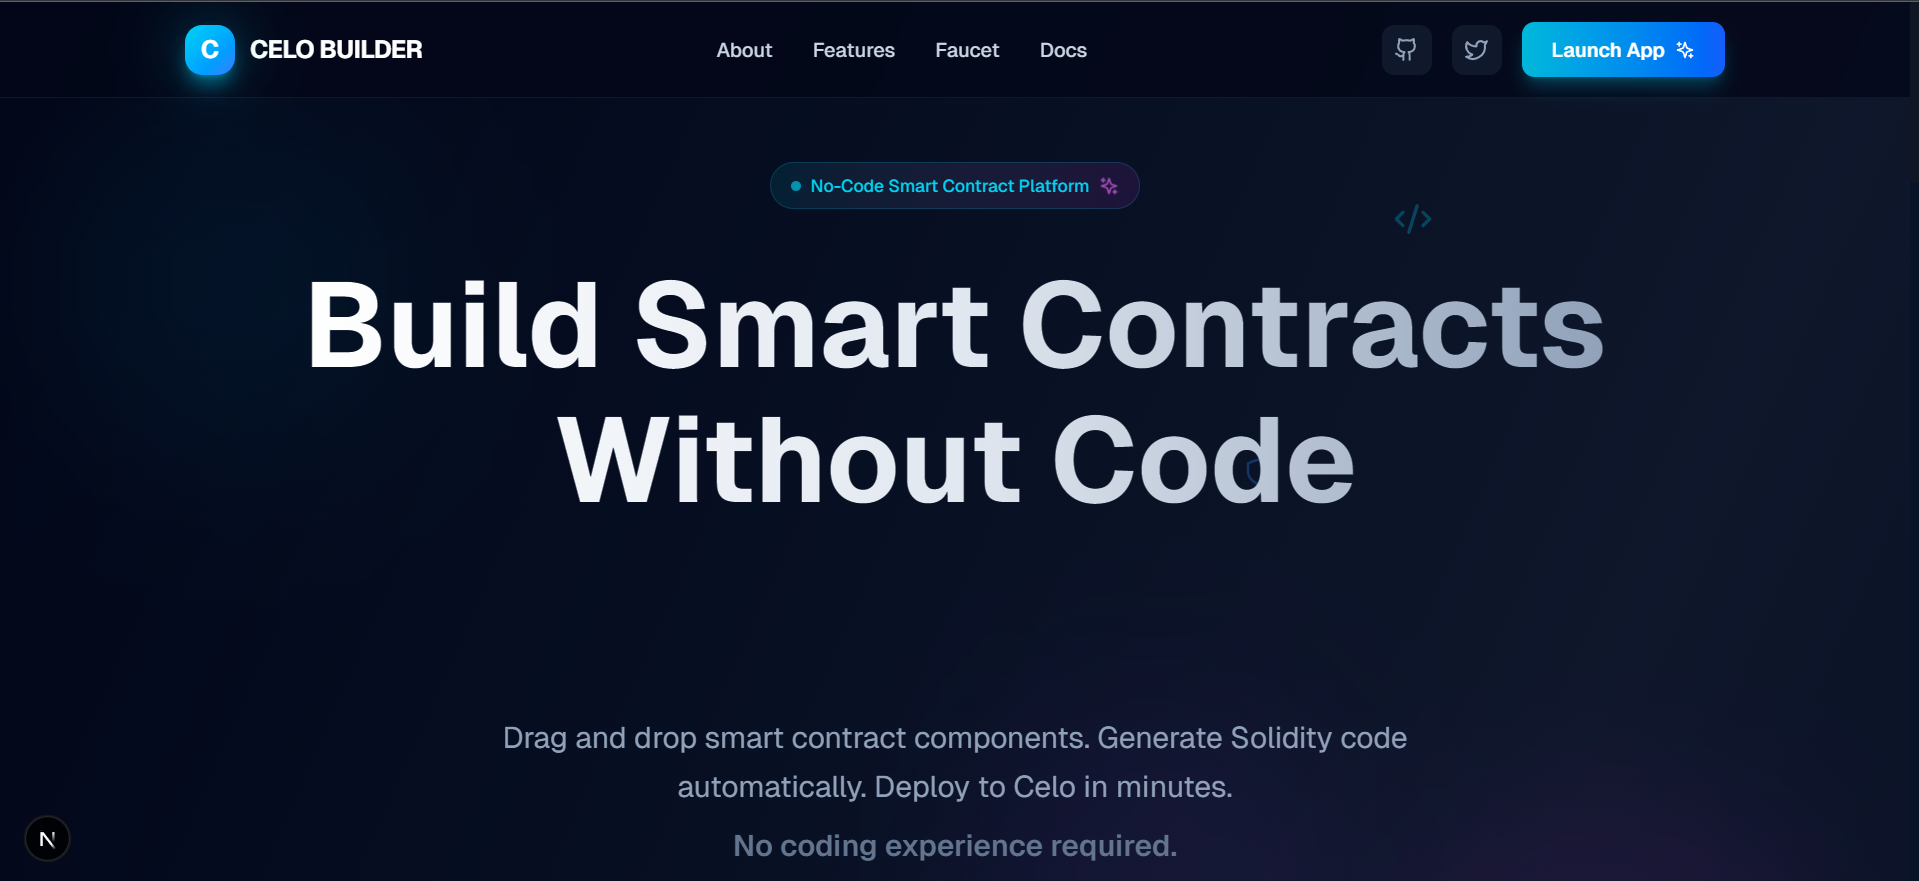 C CELO BUILDER
About Features Faucet Docs
Launch App
No-Code Smart Contract Platform
</>
Build Smart Contracts
Without Code
Drag and drop smart contract components. Generate Solidity code
automatically. Deploy to Celo in minutes.
No coding experience required.
N